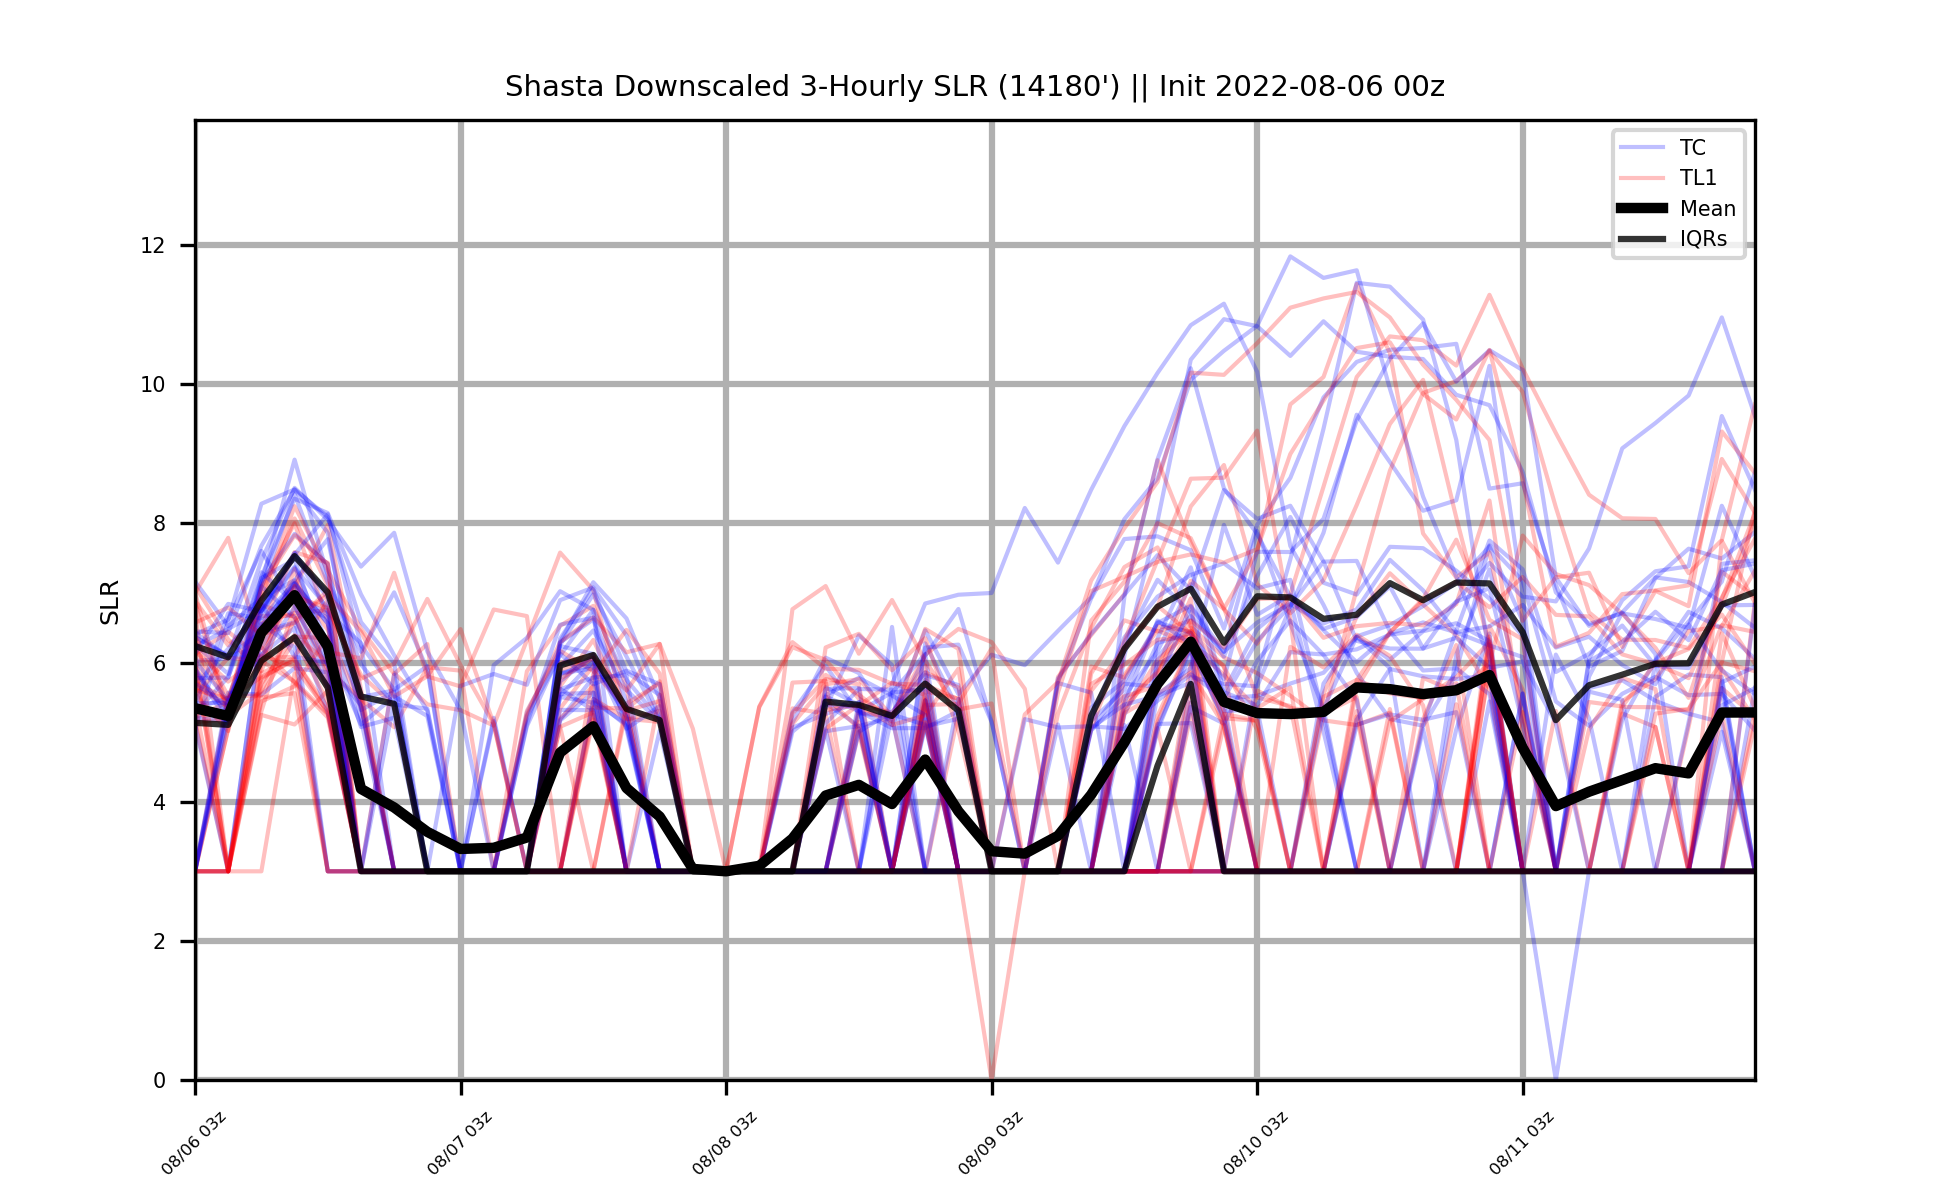 Shasta Downscaled 3-Hourly SLR (14180') || Init 2022-08-06 00z
TC
TL1
Mean
IQRs
SLR
12
10
8
6
4
2
0
08/06 03z
08/07 03z
08/08 03z
08/09 03z
08/10 03z
08/11 03z